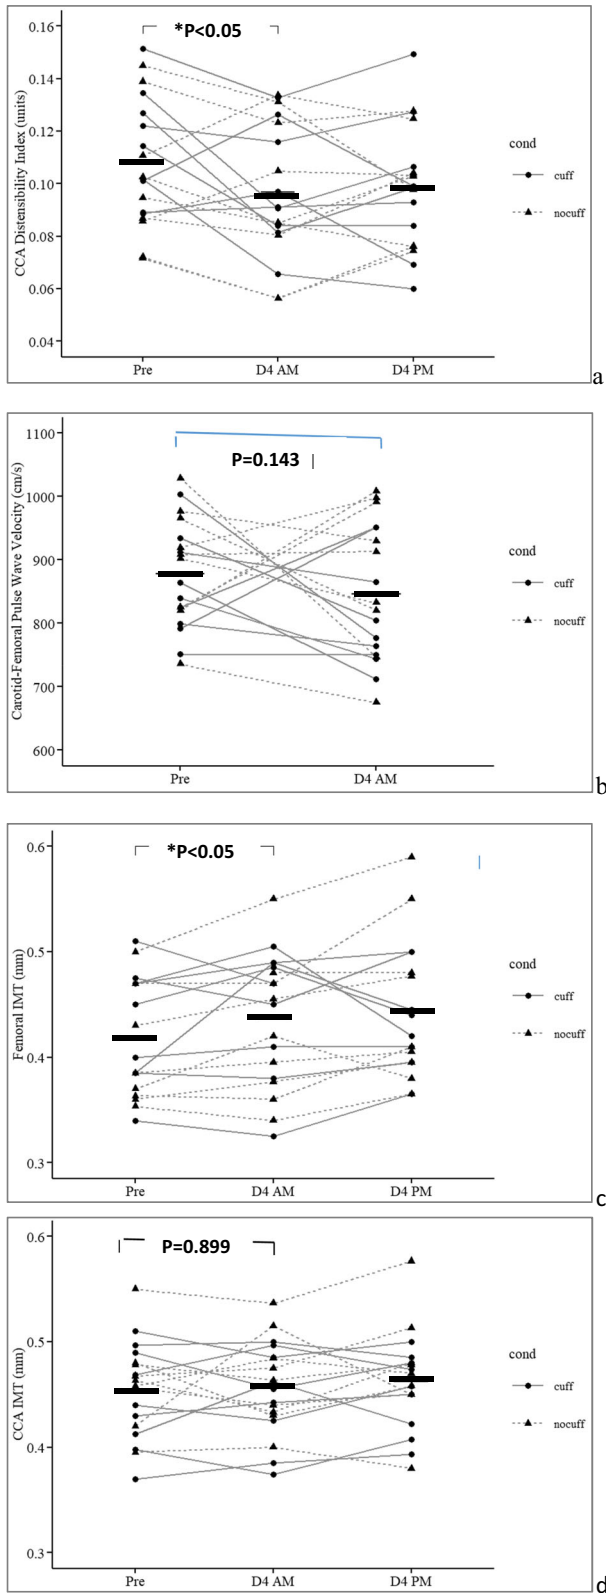 CCA Distensibility Index (units)
0.16
0.14
0.12
0.10
0.08
0.06
0.04
*P<0.05
Pre
D4 AM
D4 PM
cond
cuff
nocuff
a
Carotid-Femoral Pulse Wave Velocity (cm/s)
1100
1000
900
800
700
600
P=0.143
Pre
D4 AM
cond
cuff
nocuff
b
Femoral IMT (mm)
0.6
0.5
0.4
0.3
*P<0.05
Pre
D4 AM
D4 PM
cond
cuff
nocuff
c
CCA IMT (mm)
0.6
0.5
0.4
0.3
P=0.899
Pre
D4 AM
D4 PM
cond
cuff
nocuff
d